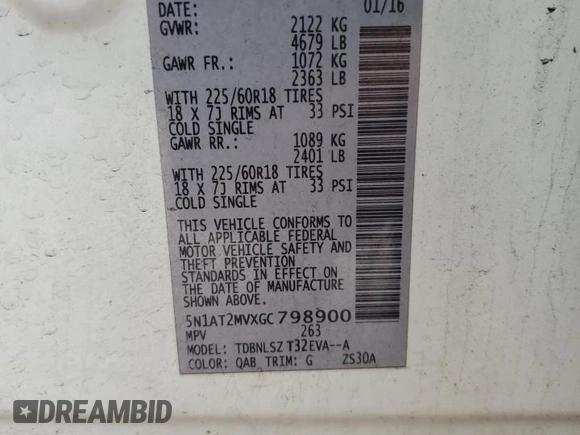 DATE: 01/16
GVWR: 2122 KG
4679 LB
GAWR FR.: 1072 KG
2363 LB
WITH 225/60R18 TIRES
18 X 7J RIMS AT 33 PSI
COLD SINGLE
GAWR RR.: 1089 KG
2401 LB
WITH 225/60R18 TIRES
18 X 7J RIMS AT 33 PSI
COLD SINGLE
THIS VEHICLE CONFORMS TO
ALL APPLICABLE FEDERAL
MOTOR VEHICLE SAFETY AND
THEFT PREVENTION
STANDARDS IN EFFECT ON
THE DATE OF MANUFACTURE
SHOWN ABOVE.
5N1AT2MVXGC798900
MPV 263
MODEL: TDBNLSZ T32EVA--A
COLOR: QAB TRIM: G 2S30A
DREAMBID